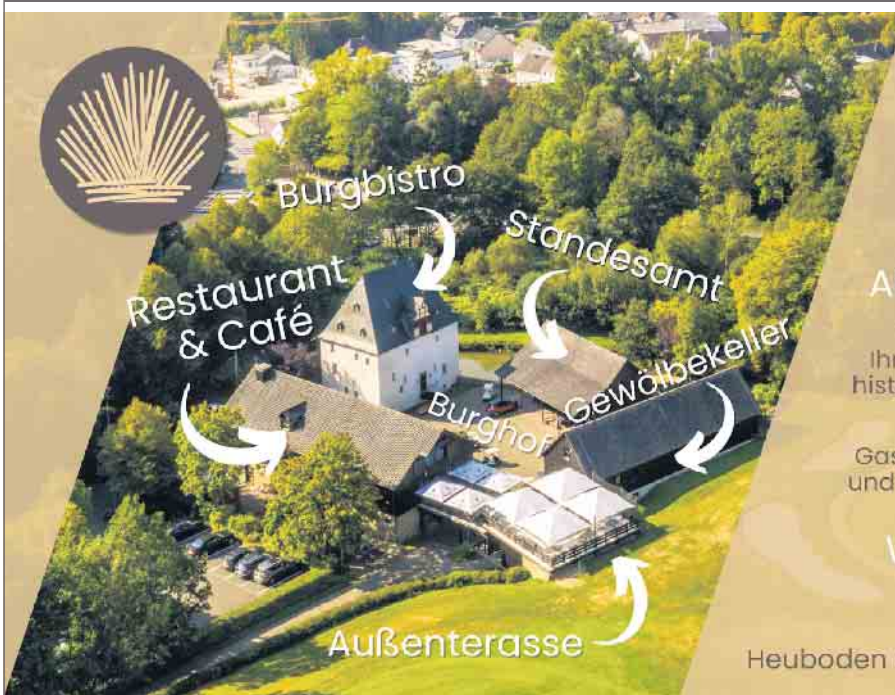 Burgbistro
Standesamt
Restaurant
& Café
Gewölbekeller
Burghof
Außenterasse
Heuboden